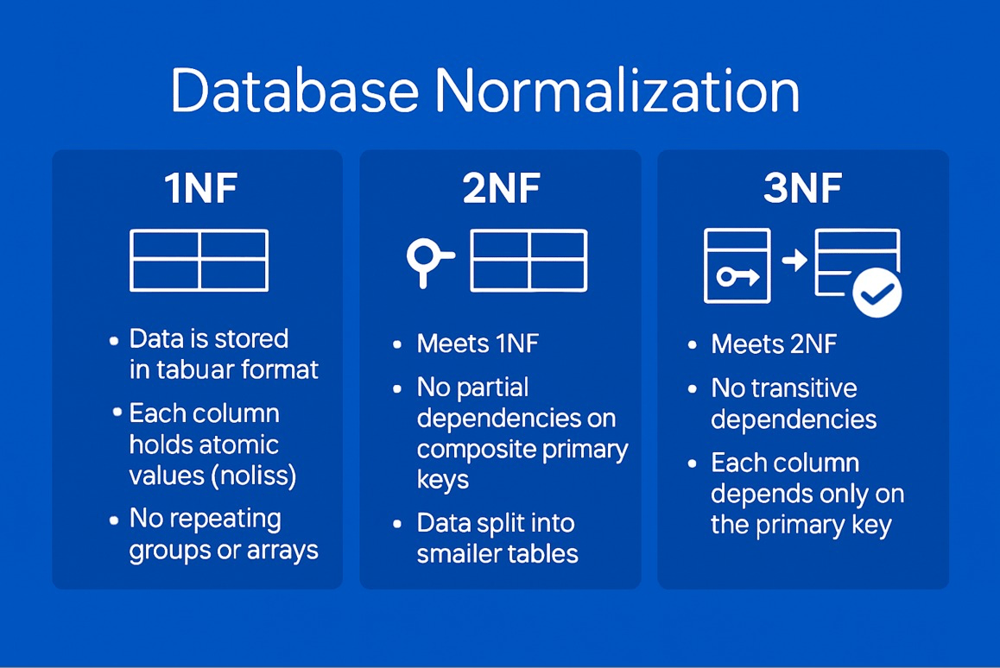 Database Normalization
1NF
• Data is stored
in tabuar format
• Each column
holds atomic
values (noliss)
• No repeating
groups or arrays
2NF
• Meets 1NF
• No partial
dependencies on
composite primary
keys
• Data split into
smailer tables
3NF
• Meets 2NF
• No transitive
dependencies
• Each column
depends only on
the primary key